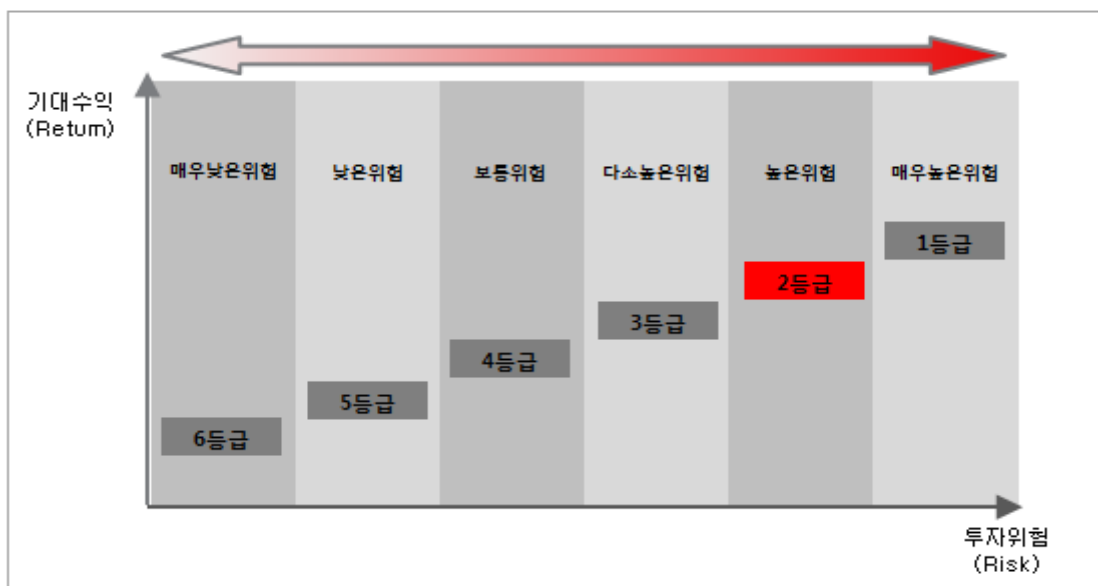 기대수익
(Return)
매우낮은위험 낮은위험 보통위험 다소높은위험 높은위험 매우높은위험
1등급
2등급
3등급
4등급
5등급
6등급
투자위험
(Risk)